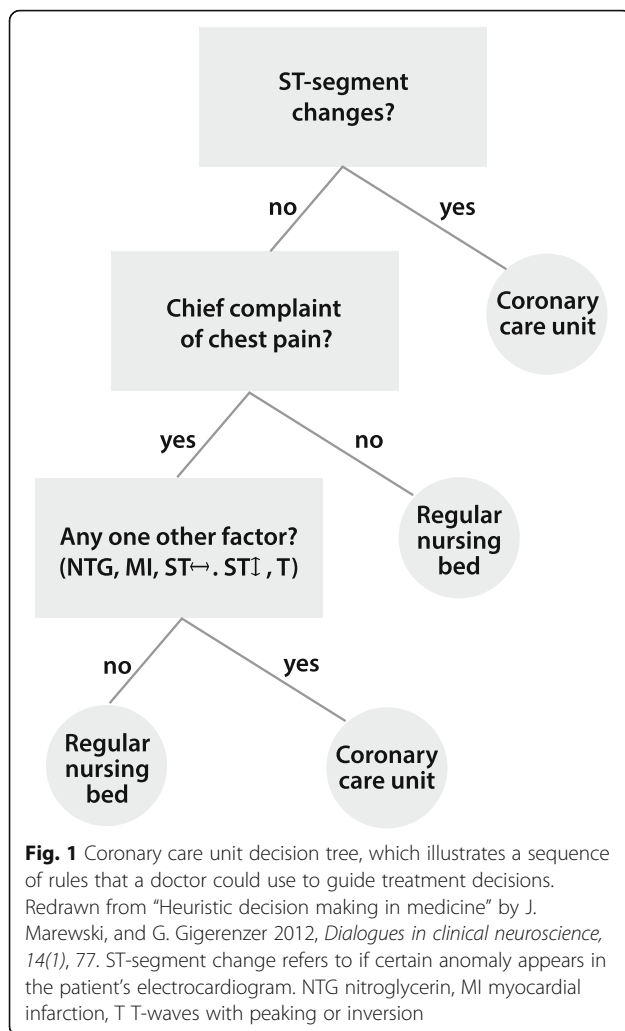 ST-segment
changes?
no
yes
Chief complaint
of chest pain?
Coronary
care unit
yes
no
Any one other factor?
(NTG, MI, ST↔. ST↕, T)
Regular
nursing
bed
no
yes
Regular
nursing
bed
Coronary
care unit
Fig. 1 Coronary care unit decision tree, which illustrates a sequence
of rules that a doctor could use to guide treatment decisions.
Redrawn from “Heuristic decision making in medicine” by J.
Marewski, and G. Gigerenzer 2012, Dialogues in clinical neuroscience,
14(1), 77. ST-segment change refers to if certain anomaly appears in
the patient’s electrocardiogram. NTG nitroglycerin, MI myocardial
infarction, T T-waves with peaking or inversion